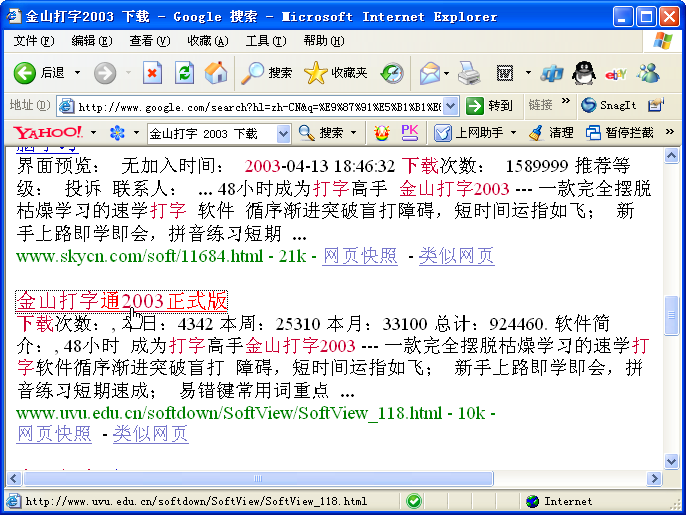 金山打字2003 下载 - Google 搜索 - Microsoft Internet Explorer
文件(F) 编辑(E) 查看(V) 收藏(A) 工具(T) 帮助(H)
后退 搜索 收藏夹 W ebY
地址(D) http://www.google.com/search?hl=zh-CN&q=%E9%87%91%E5%B1%B1%E6 转到 链接 » SnagIt
YAHOO! 金山打字 2003 下载 搜索 PK 上网助手 清理 暂停拦截 »
界面预览： 无加入时间： 2003-04-13 18:46:32 下载次数： 1589999 推荐等
级： 投诉 联系人： ... 48小时成为打字高手 金山打字2003 --- 一款完全摆脱
枯燥学习的速学打字 软件 循序渐进突破盲打障碍，短时间运指如飞； 新
手上路即学即会，拼音练习短期 ...
www.skycn.com/soft/11684.html - 21k - 网页快照 - 类似网页
金山打字通2003正式版
下载次数：, 本日：4342 本周：25310 本月：33100 总计：924460. 软件简
介：, 48小时 成为打字高手金山打字2003 --- 一款完全摆脱枯燥学习的速学打
字软件循序渐进突破盲打 障碍，短时间运指如飞； 新手上路即学即会，拼
音练习短期速成； 易错键常用词重点 ...
www.uvu.edu.cn/softdown/SoftView/SoftView_118.html - 10k -
网页快照 - 类似网页
http://www.uvu.edu.cn/softdown/SoftView/SoftView_118.html Internet